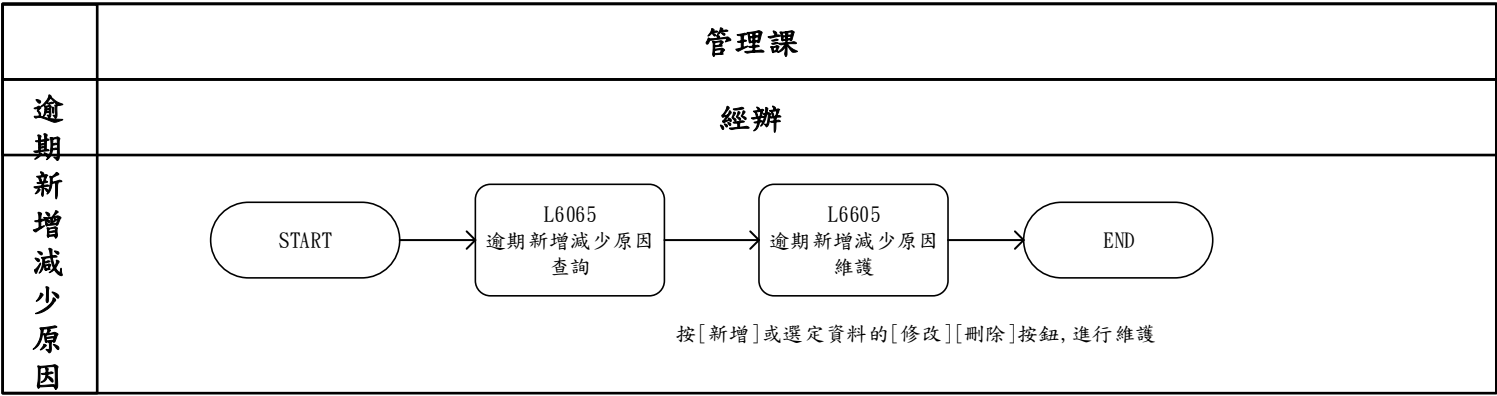 管理課
經辦
逾期新增減少原因
START
L6065
逾期新增減少原因
查詢
L6605
逾期新增減少原因
維護
END
按[新增]或選定資料的[修改][刪除]按鈕,進行維護